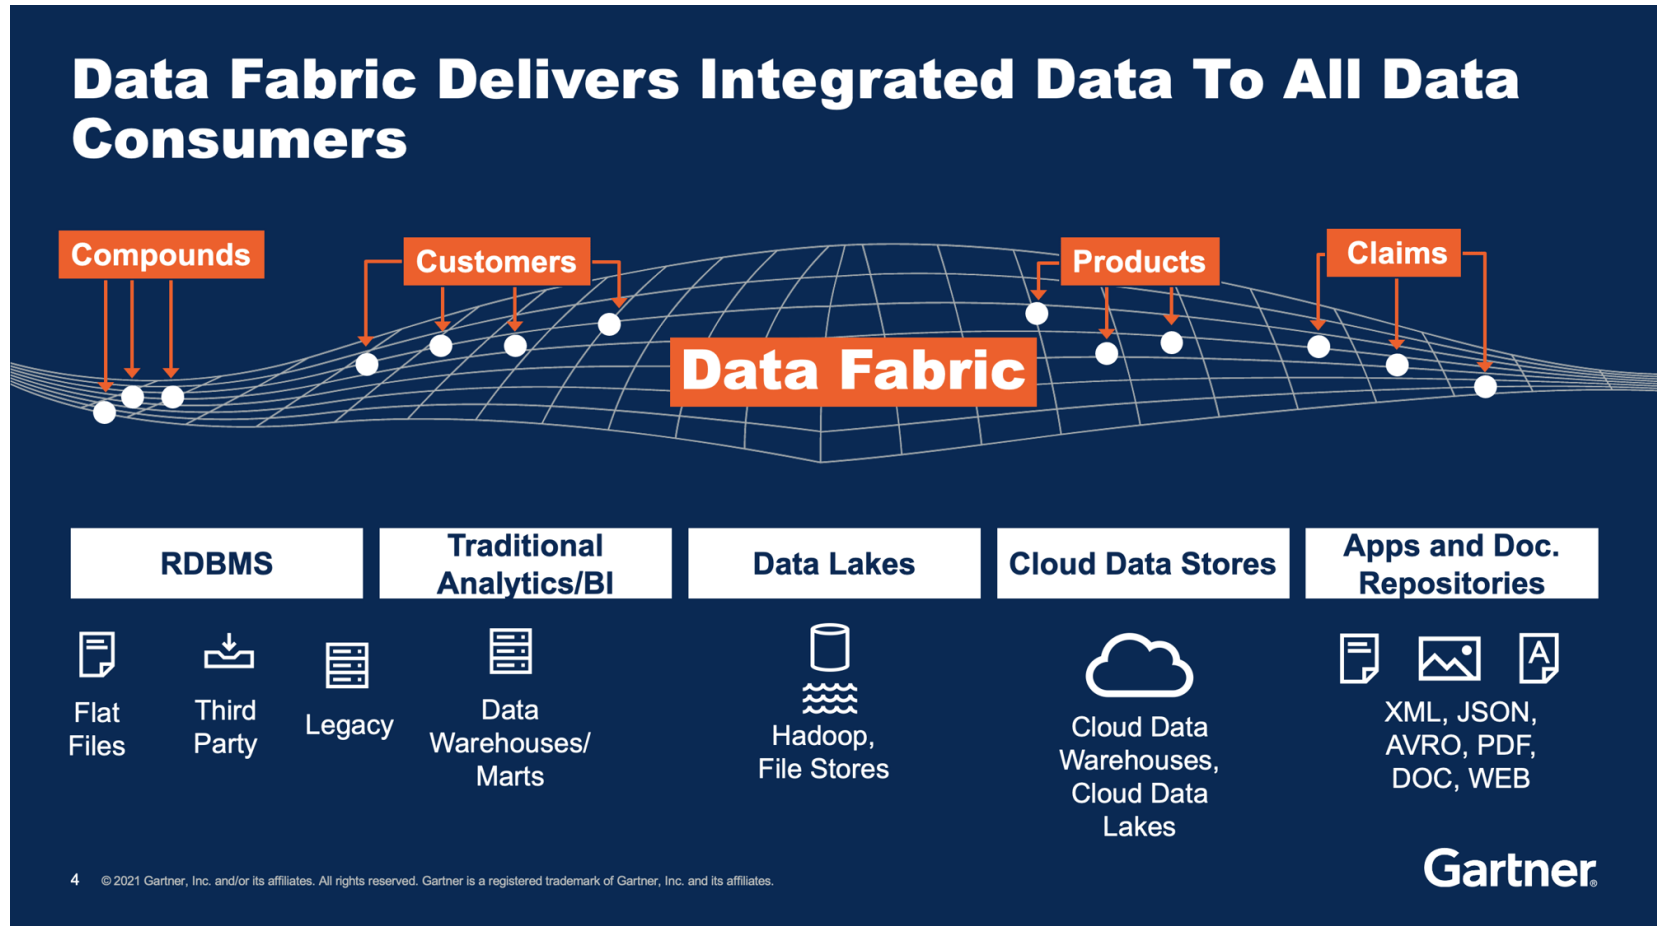 Data Fabric Delivers Integrated Data To All Data
Consumers
Compounds
Customers
Products
Claims
Data Fabric
RDBMS
Traditional
Analytics/BI
Data Lakes
Cloud Data Stores
Apps and Doc.
Repositories
Flat
Files
Third
Party
Legacy
Data
Warehouses/
Marts
Hadoop,
File Stores
Cloud Data
Warehouses,
Cloud Data
Lakes
A
XML, JSON,
AVRO, PDF,
DOC, WEB
4 © 2021 Gartner, Inc. and/or its affiliates. All rights reserved. Gartner is a registered trademark of Gartner, Inc. and its affiliates.
Gartner®